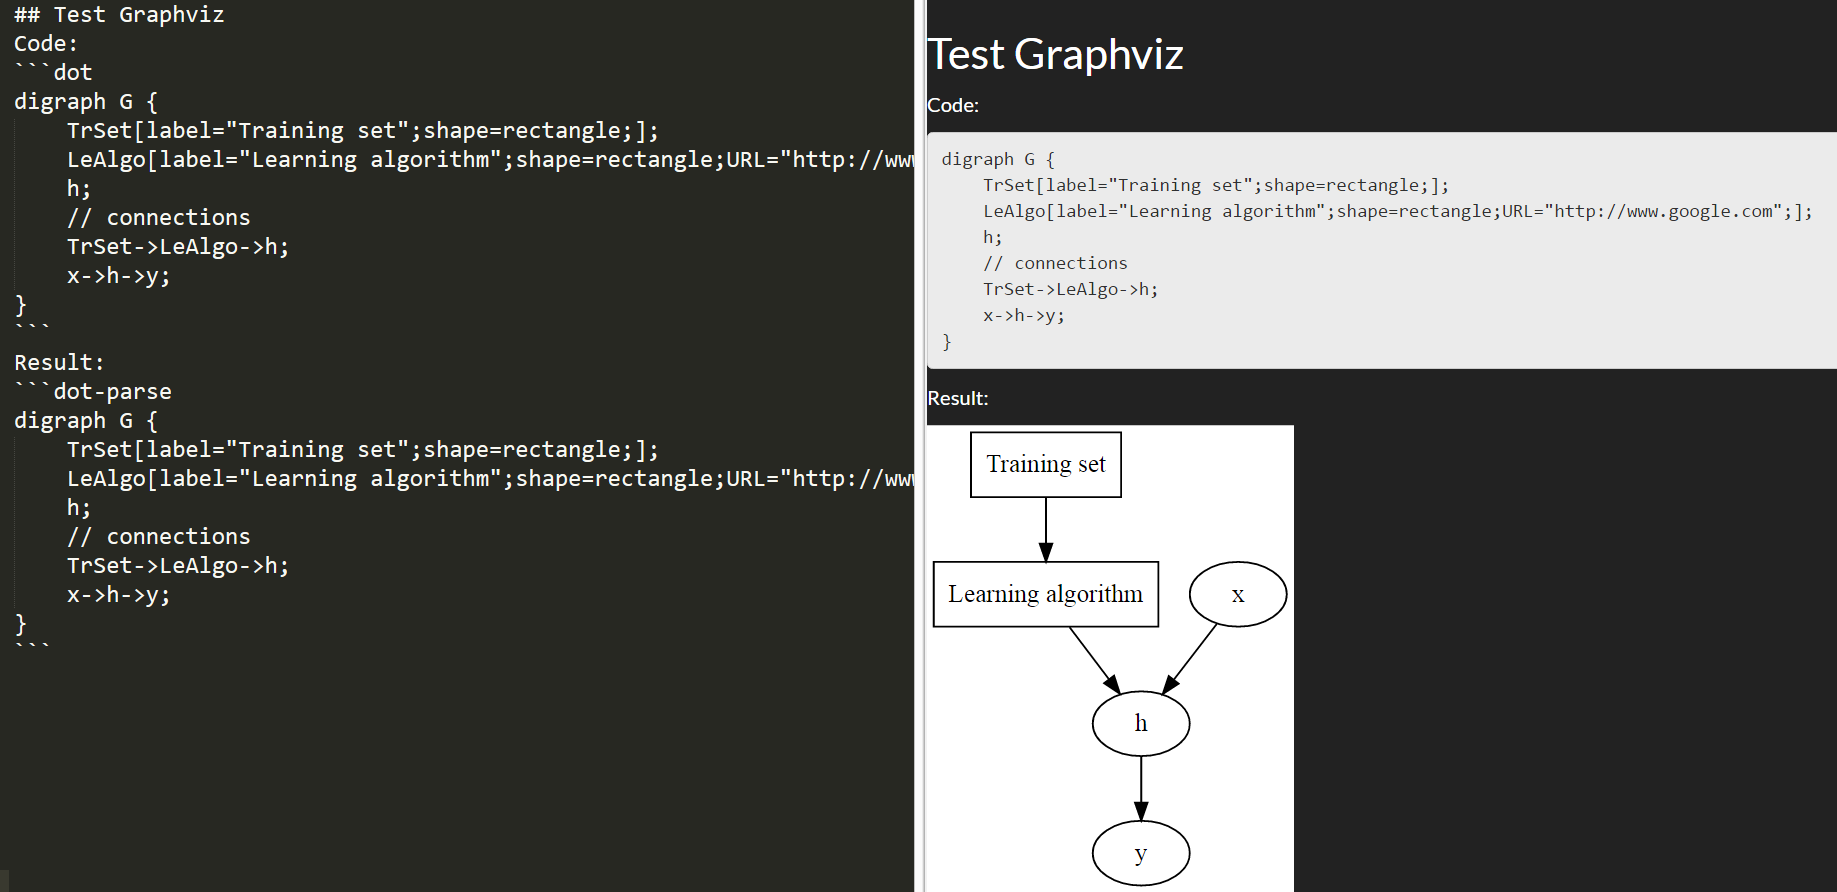 ## Test Graphviz
Code:
```dot
digraph G {
    TrSet[label="Training set";shape=rectangle;];
    LeAlgo[label="Learning algorithm";shape=rectangle;URL="http://ww
    h;
    // connections
    TrSet->LeAlgo->h;
    x->h->y;
}
```
Result:
```dot-parse
digraph G {
    TrSet[label="Training set";shape=rectangle;];
    LeAlgo[label="Learning algorithm";shape=rectangle;URL="http://ww
    h;
    // connections
    TrSet->LeAlgo->h;
    x->h->y;
}
```
Test Graphviz
Code:
digraph G {
    TrSet[label="Training set";shape=rectangle;];
    LeAlgo[label="Learning algorithm";shape=rectangle;URL="http://www.google.com";];
    h;
    // connections
    TrSet->LeAlgo->h;
    x->h->y;
}
Result:
Training set
Learning algorithm
x
h
y